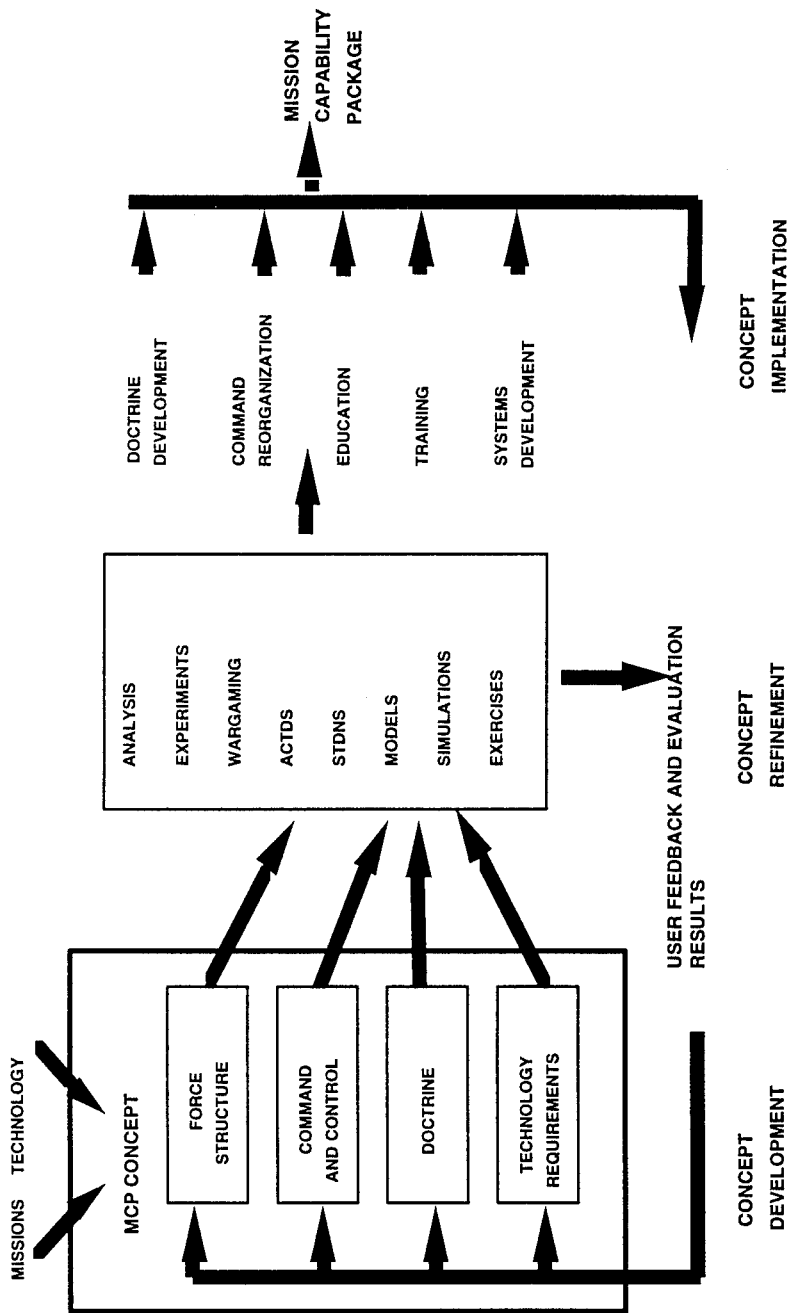 MISSIONS TECHNOLOGY
MCP CONCEPT
FORCE
STRUCTURE
COMMAND
AND CONTROL
DOCTRINE
TECHNOLOGY
REQUIREMENTS
CONCEPT
DEVELOPMENT
ANALYSIS
EXPERIMENTS
WARGAMING
ACTDS
STDNS
MODELS
SIMULATIONS
EXERCISES
USER FEEDBACK AND EVALUATION
RESULTS
CONCEPT
REFINEMENT
DOCTRINE
DEVELOPMENT
COMMAND
REORGANIZATION
EDUCATION
TRAINING
SYSTEMS
DEVELOPMENT
MISSION
CAPABILITY
PACKAGE
CONCEPT
IMPLEMENTATION